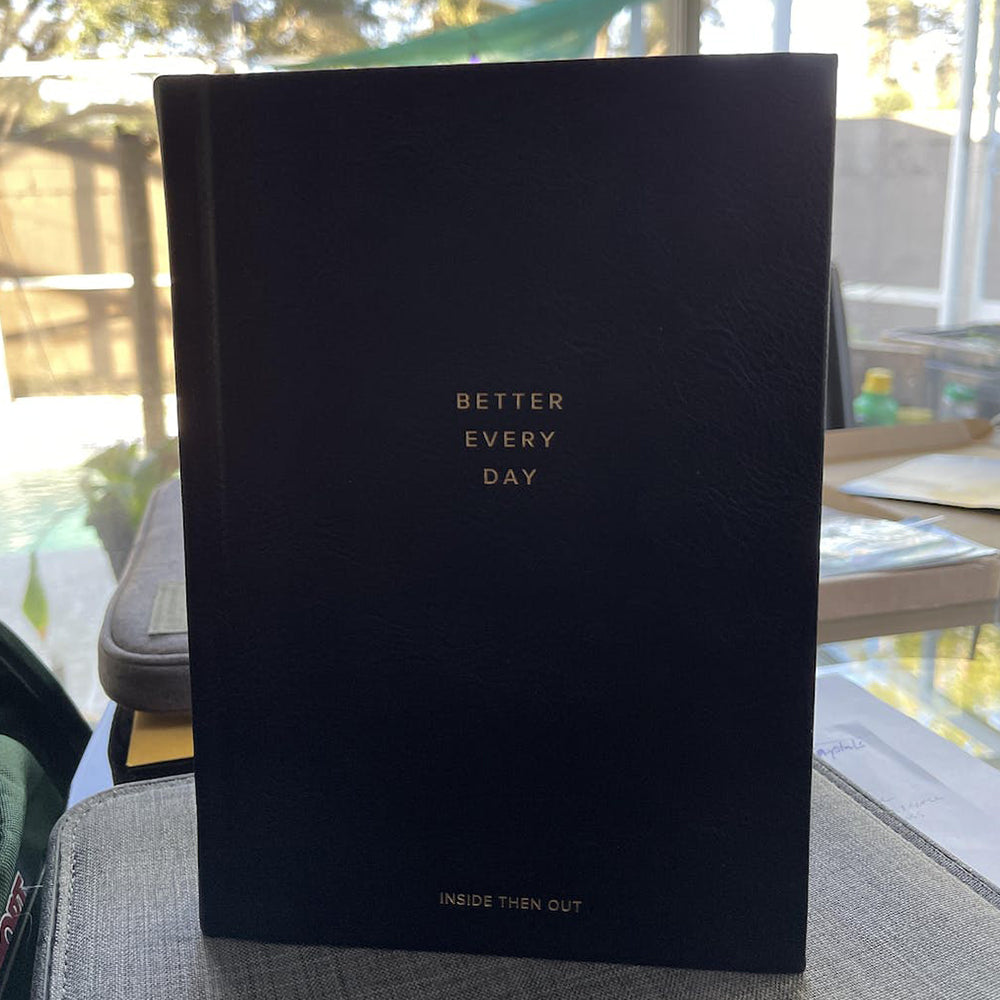 BETTER
EVERY
DAY
INSIDE THEN OUT